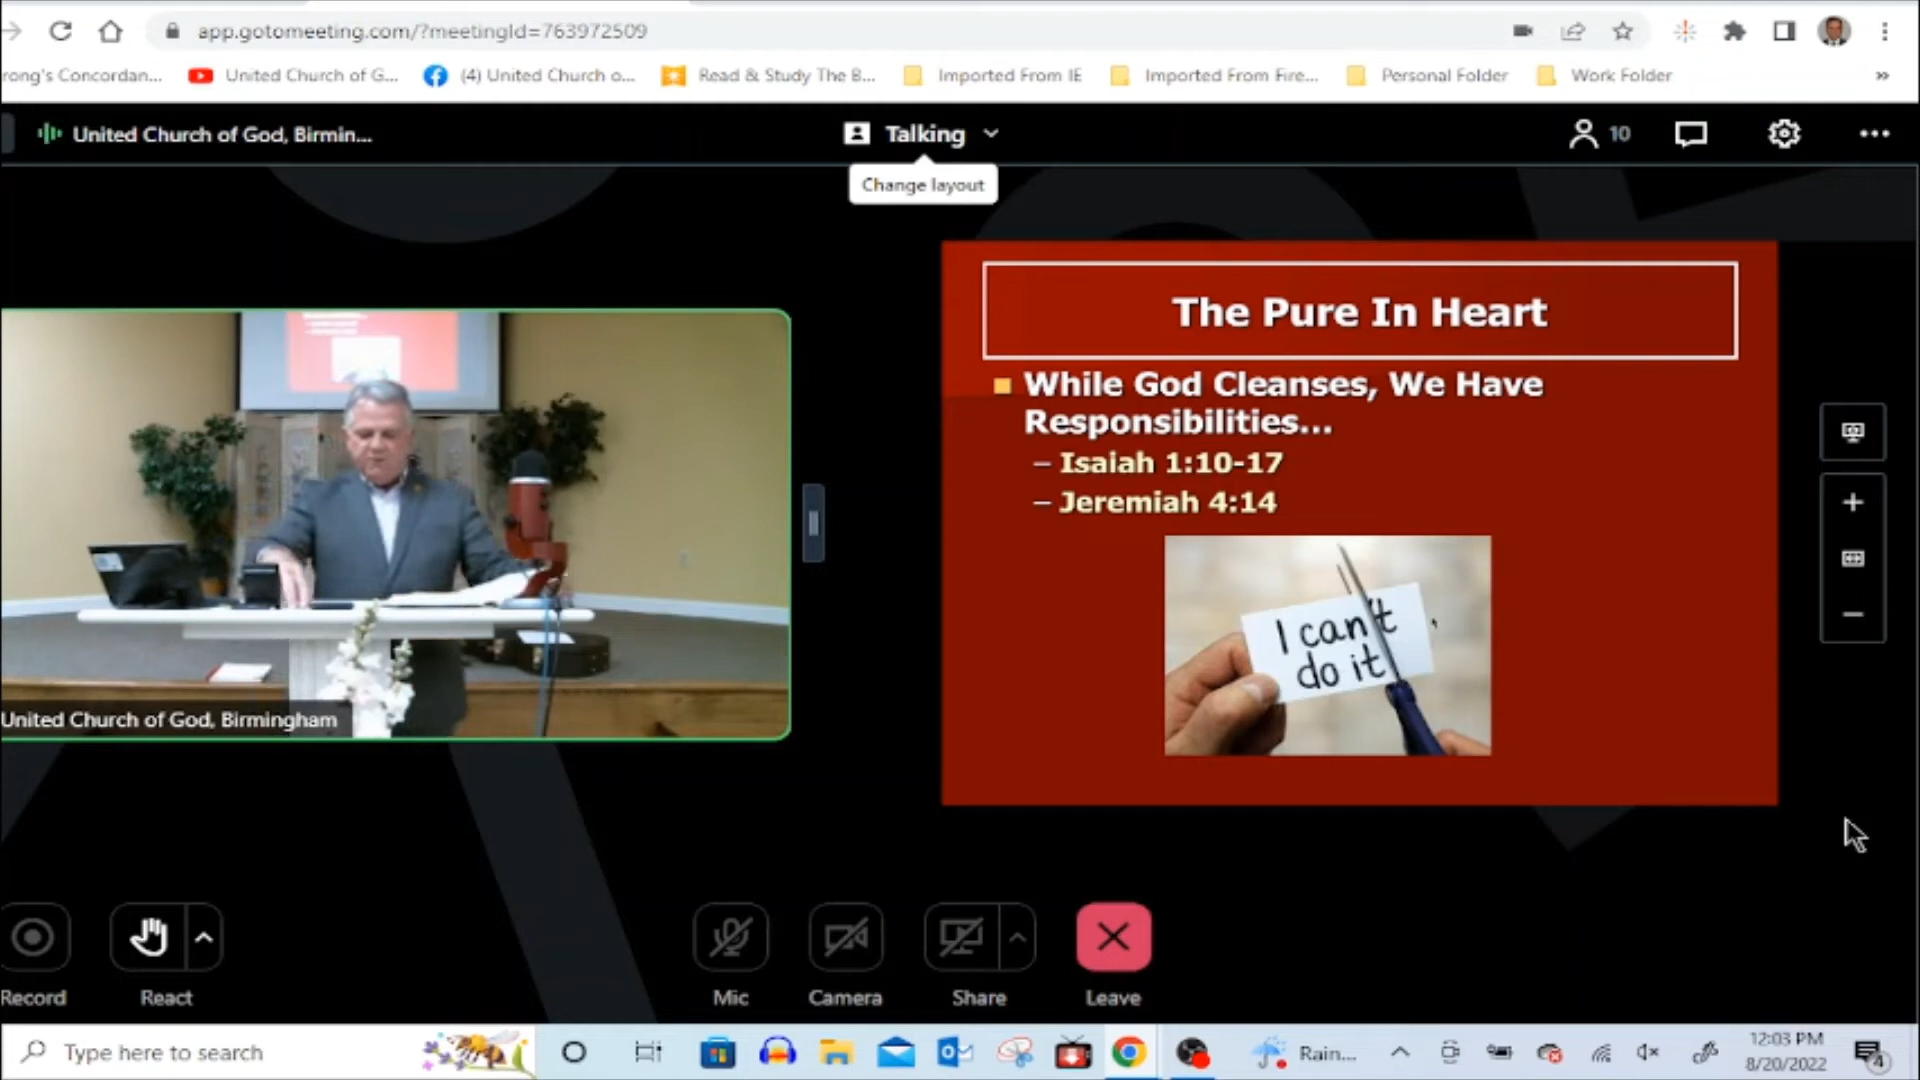 app.gotomeeting.com/?meetingId=763972509
rong's Concordan...
United Church of G...
(4) United Church o...
Read & Study The B...
Imported From IE
Imported From Fire...
Personal Folder
Work Folder
»
United Church of God, Birmin...
Talking
10
Change layout
The Pure In Heart
While God Cleanses, We Have
Responsibilities...
– Isaiah 1:10-17
– Jeremiah 4:14
I can't
do it
United Church of God, Birmingham
Record
React
Mic
Camera
Share
Leave
Type here to search
Rain...
12:03 PM
8/20/2022
4